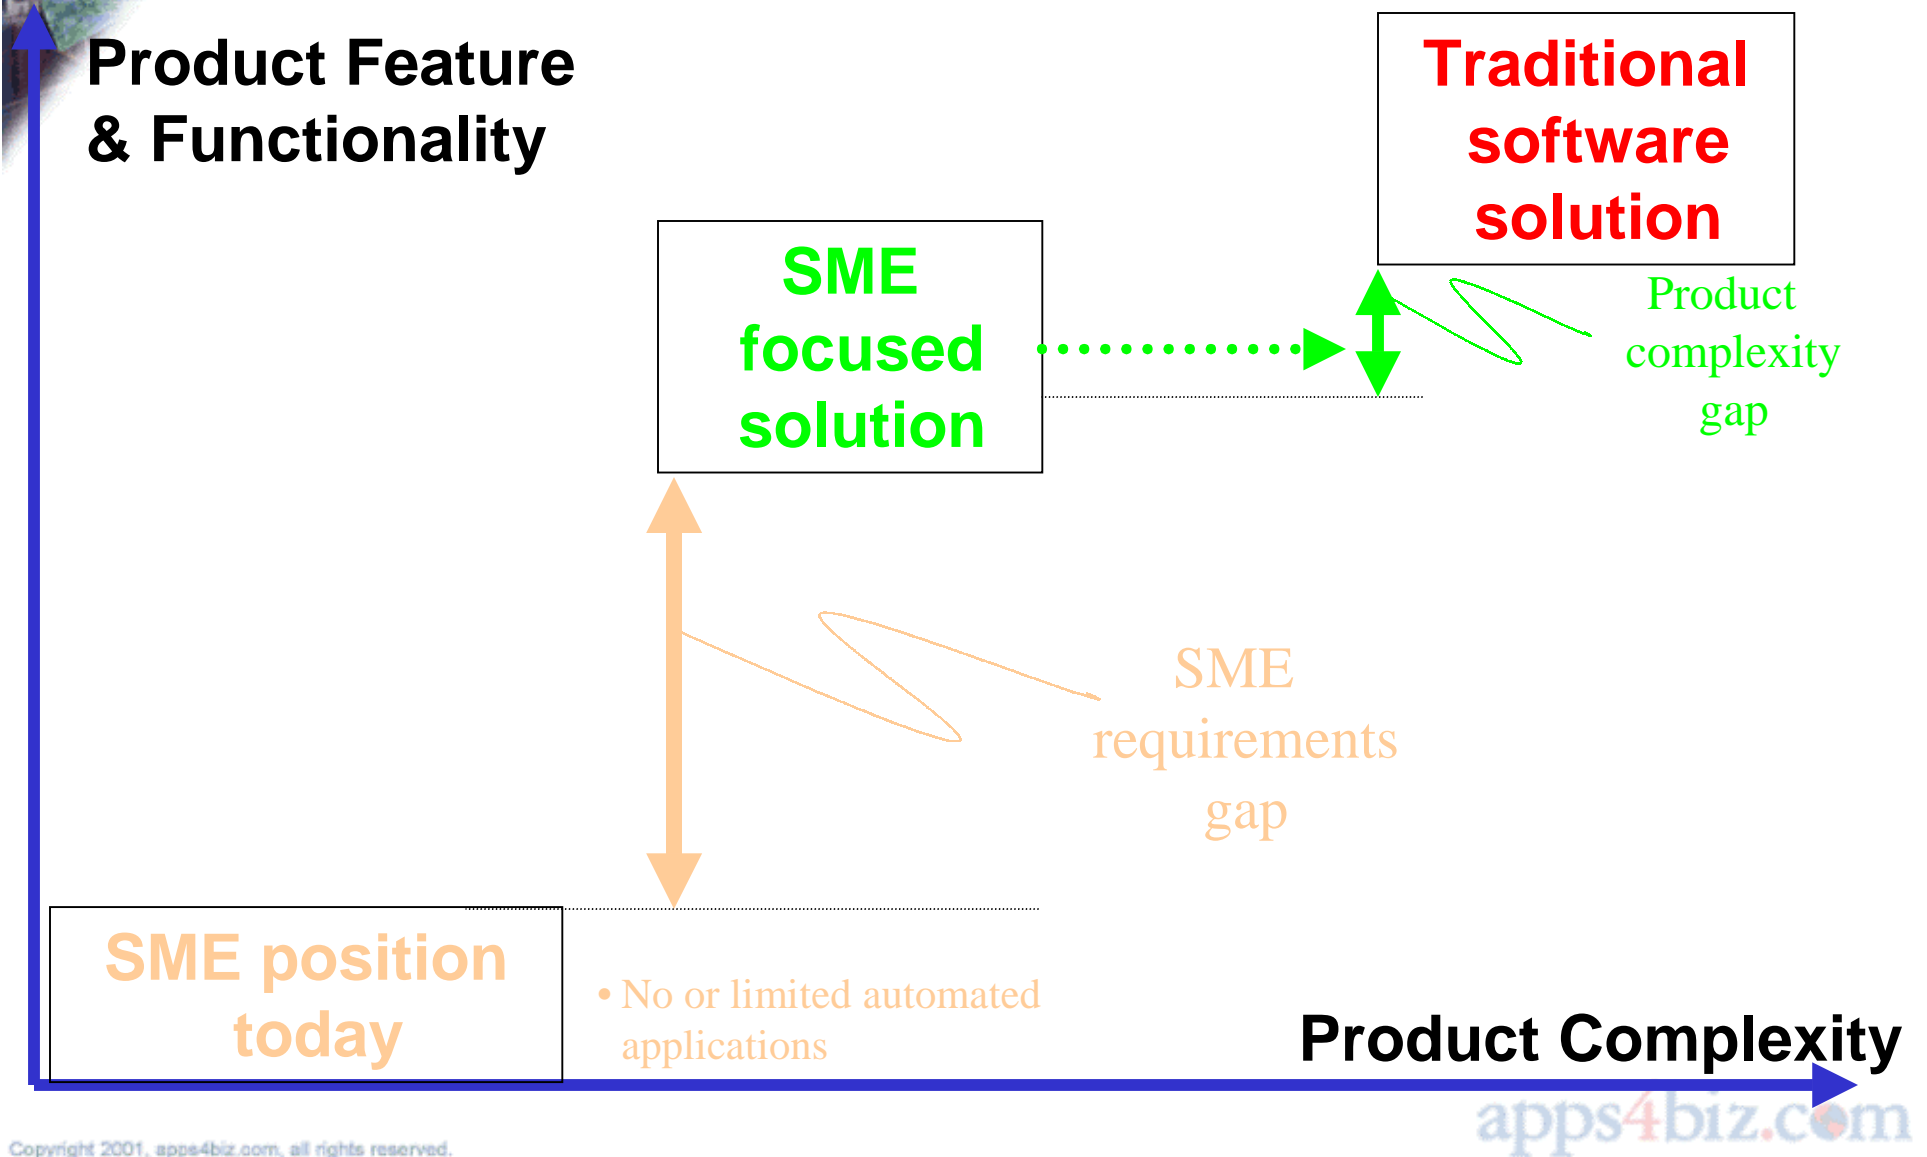 Product Feature
& Functionality
Traditional
software
solution
SME
focused
solution
Product
complexity
gap
SME
requirements
gap
SME position
today
• No or limited automated
applications
Product Complexity
apps4biz.com
Copyright 2001, apps4biz.com, all rights reserved.